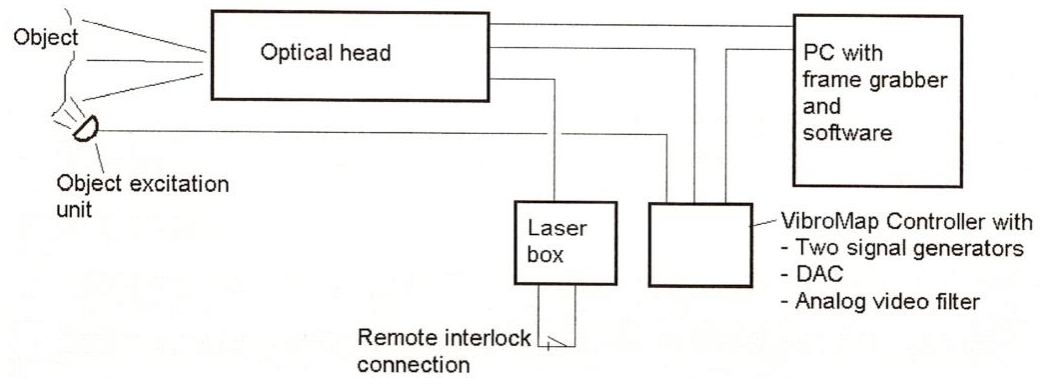 Object
Optical head
PC with
frame grabber
and
software
Object excitation
unit
Laser
box
VibroMap Controller with
- Two signal generators
- DAC
- Analog video filter
Remote interlock
connection